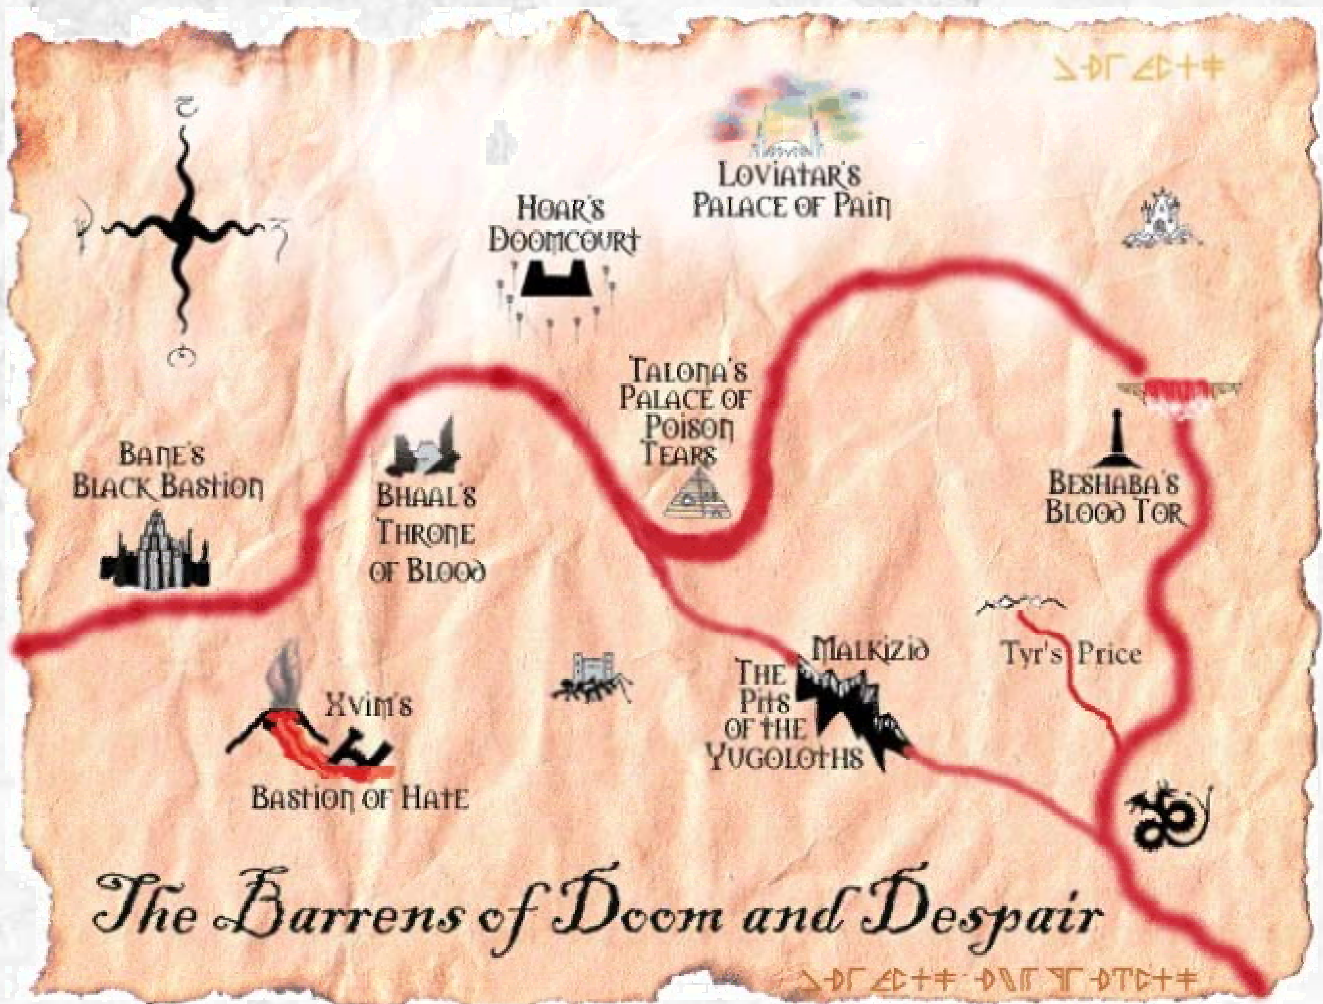 Loviatar's
Palace of Pain
Hoar's
Doomcourt
Talona's
Palace of
Poison
Tears
Bane's
Black Bastion
Bhaal's
Throne
of Blood
Beshaba's
Blood Tor
Malkizid
Tyr's Price
The
Pits
of the
Yugoloths
Xvim's
Bastion of Hate
The Barrens of Doom and Despair